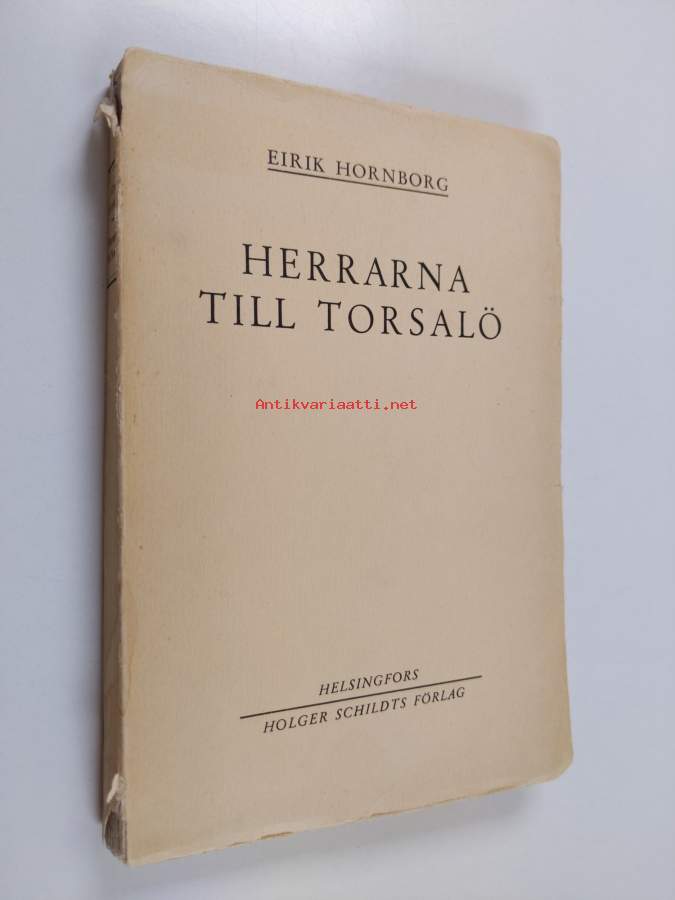 EIRIK HORNBORG
HERRARNA
TILL TORSALÖ
Antikvariaatti.net
HELSINGFORS
HOLGER SCHILDTS FÖRLAG